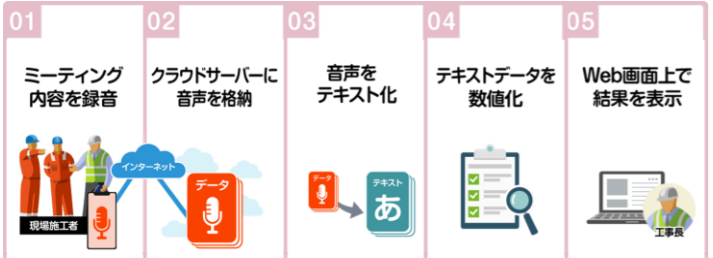 01
ミーティング
内容を録音
インターネット
現場施工者
02
クラウドサーバーに
音声を格納
データ
03
音声を
テキスト化
データ
テキスト
あ
04
テキストデータを
数値化
05
Web画面上で
結果を表示
工事長